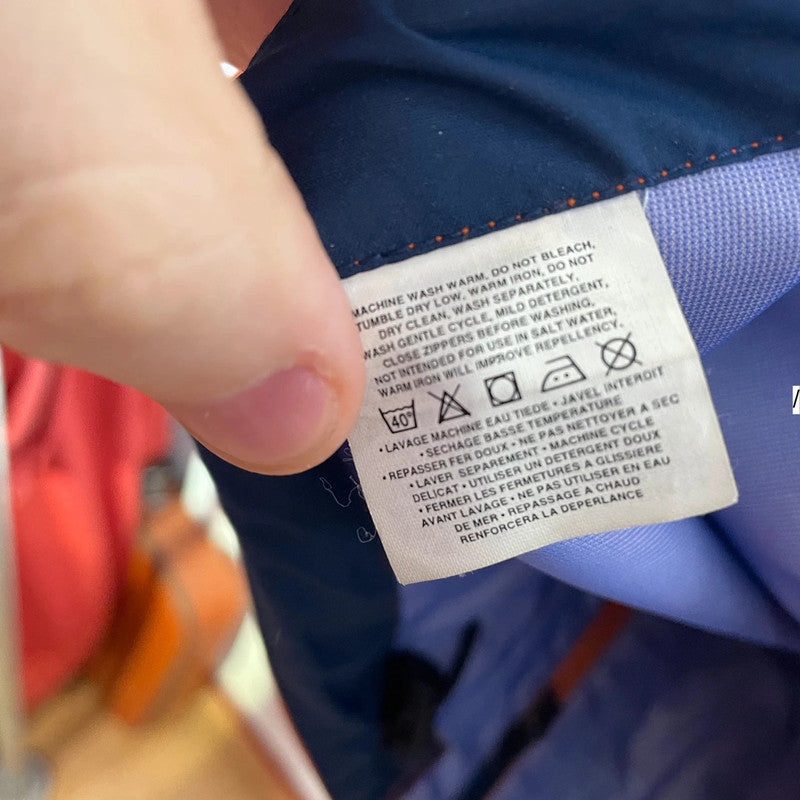 MACHINE WASH WARM, DO NOT BLEACH,
TUMBLE DRY LOW, WARM IRON, DO NOT
DRY CLEAN, WASH SEPARATELY.
WASH GENTLE CYCLE, MILD DETERGENT,
CLOSE ZIPPERS BEFORE WASHING.
NOT INTENDED FOR USE IN SALT WATER,
WARM IRON WILL IMPROVE REPELLENCY.
40°
• LAVAGE MACHINE EAU TIEDE • JAVEL INTERDIT
• SECHAGE BASSE TEMPERATURE
• REPASSER FER DOUX • NE PAS NETTOYER A SEC
• LAVER SEPAREMENT • MACHINE CYCLE
DELICAT • UTILISER UN DETERGENT DOUX
• FERMER LES FERMETURES A GLISSIERE
AVANT LAVAGE • NE PAS UTILISER EN EAU
DE MER • REPASSAGE A CHAUD
RENFORCERA LA DEPERLANCE